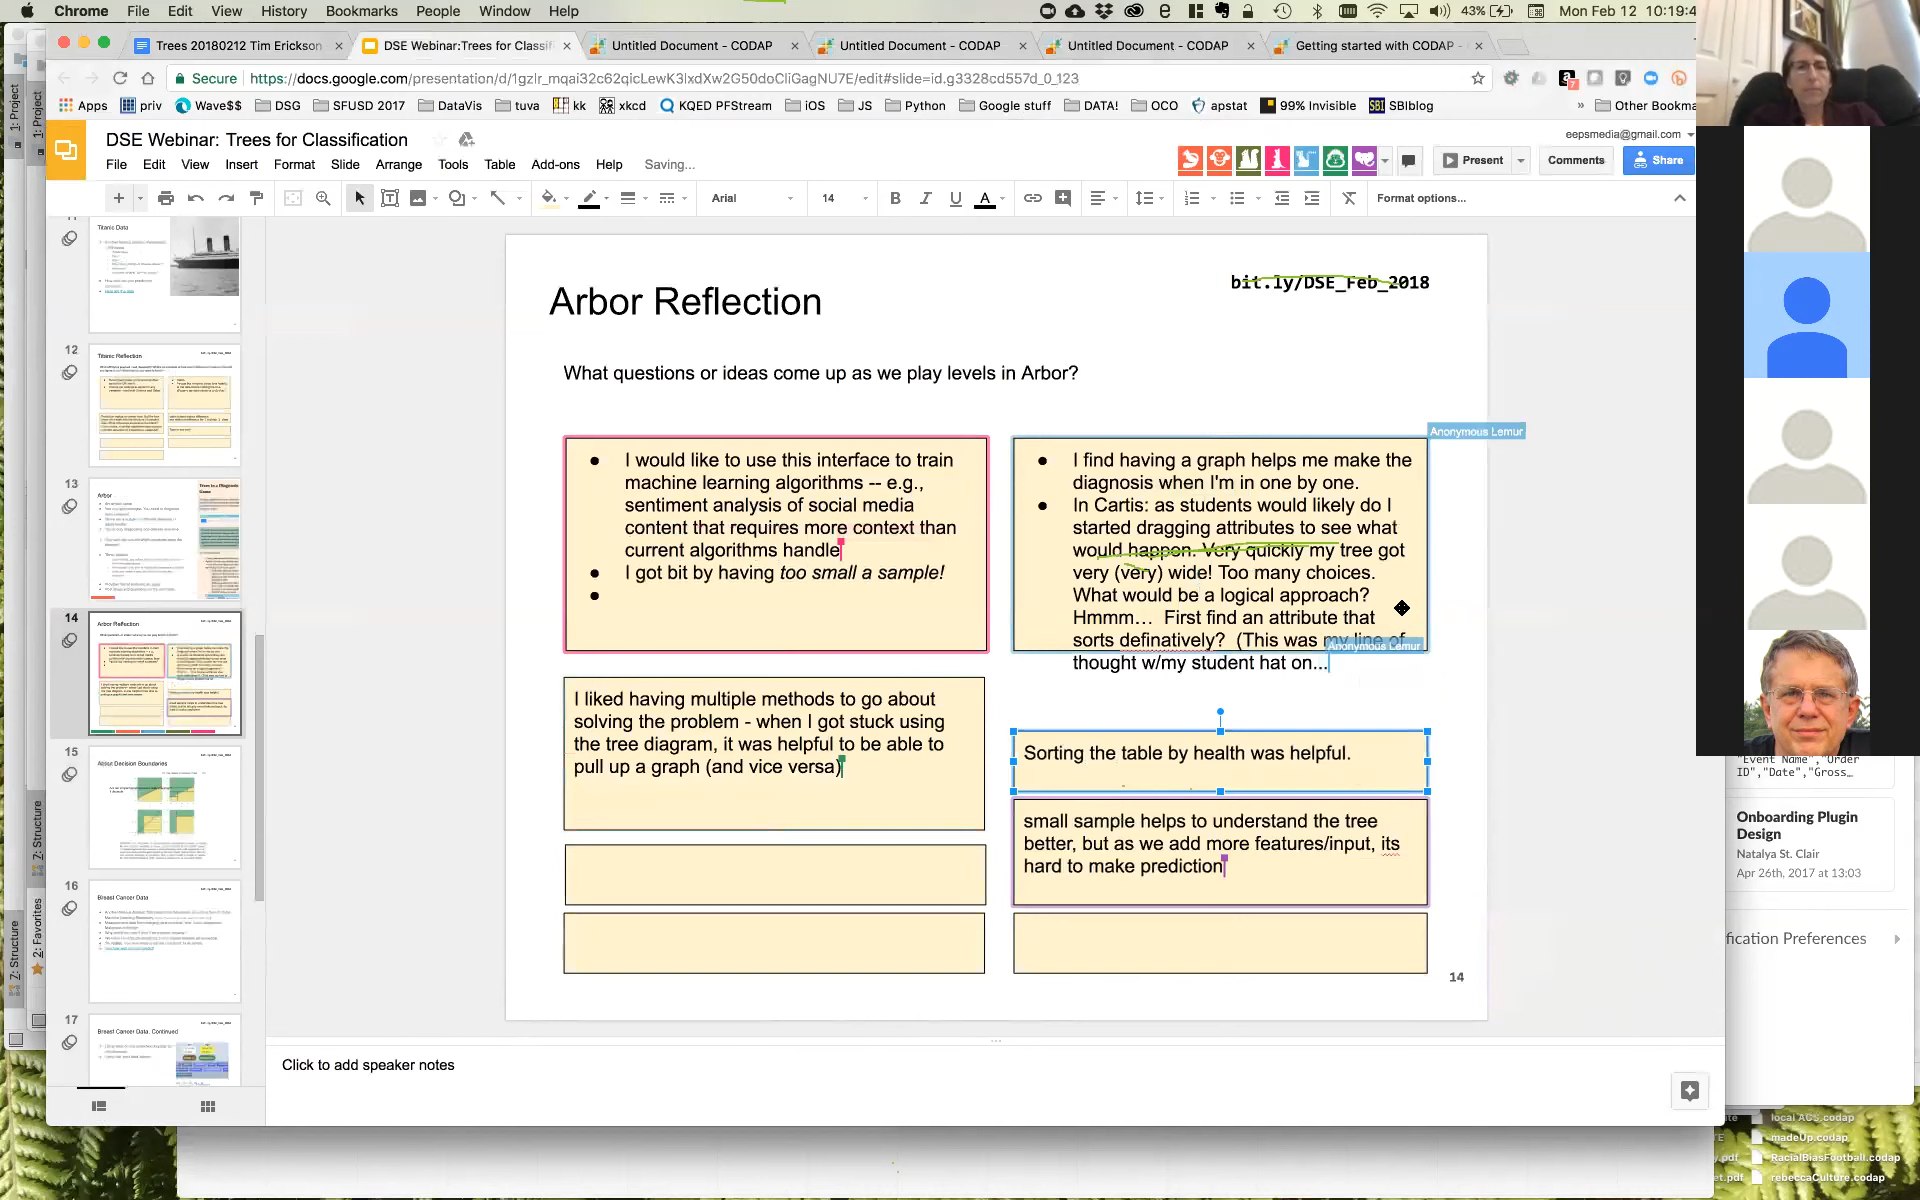 Chrome File Edit View History Bookmarks People Window Help
43% Mon Feb 12 10:19:4
Trees 20180212 Tim Erickson
DSE Webinar:Trees for Classifi
Untitled Document - CODAP
Untitled Document - CODAP
Untitled Document - CODAP
Getting started with CODAP -
Secure https://docs.google.com/presentation/d/1gzlr_mqai32c62qicLewK3lxdXw2G50doCliGagNU7E/edit#slide=id.g3328cd557d_0_123
Apps priv Wave$$ DSG SFUSD 2017 DataVis tuva kk xkcd KQED PFStream iOS JS Python Google stuff DATA! OCO apstat 99% Invisible SBIblog » Other Bookma
DSE Webinar: Trees for Classification
eepsmedia@gmail.com
File Edit View Insert Format Slide Arrange Tools Table Add-ons Help Saving...
Present Comments Share
Arial 14 Format options...
1: Project
1: Project
Z: Structure
Z: Structure
2: Favorites
Titanic Data
12
Titanic Reflection
13
Arbor
14
Arbor Reflection
15
About Decision Boundaries
16
Breast Cancer Data
17
Breast Cancer Data, Continued
bit.ly/DSE_Feb_2018
Arbor Reflection
What questions or ideas come up as we play levels in Arbor?
● I would like to use this interface to train
machine learning algorithms -- e.g.,
sentiment analysis of social media
content that requires more context than
current algorithms handle
● I got bit by having too small a sample!
●
Anonymous Lemur
● I find having a graph helps me make the
diagnosis when I'm in one by one.
● In Cartis: as students would likely do I
started dragging attributes to see what
would happen. Very quickly my tree got
very (very) wide! Too many choices.
What would be a logical approach?
Hmmm... First find an attribute that
sorts definatively? (This was my line of
Anonymous Lemur
thought w/my student hat on...
I liked having multiple methods to go about
solving the problem - when I got stuck using
the tree diagram, it was helpful to be able to
pull up a graph (and vice versa)
Sorting the table by health was helpful.
small sample helps to understand the tree
better, but as we add more features/input, its
hard to make prediction
14
Click to add speaker notes
"Event Name","Order
ID","Date","Gross_
Onboarding Plugin
Design
Natalya St. Clair
Apr 26th, 2017 at 13:03
fication Preferences
local ACS.codap
madeUp.codap
RacialBiasFootball.codap
rebeccaCulture.codap